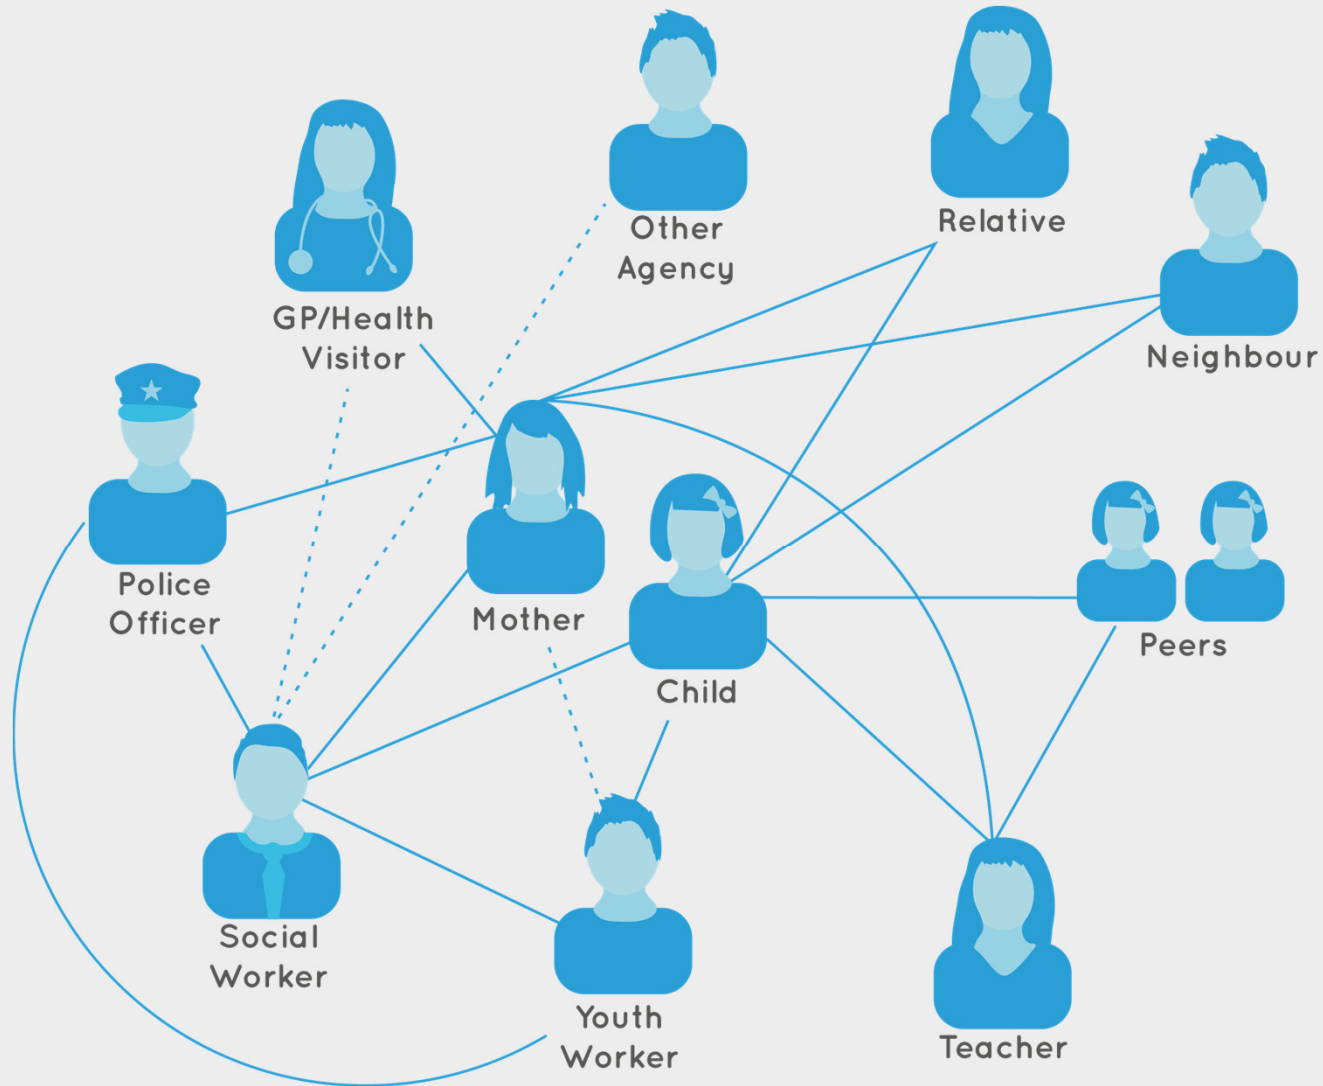 Other
Agency
Relative
GP/Health
Visitor
Neighbour
Police
Officer
Mother
Peers
Child
Social
Worker
Youth
Worker
Teacher